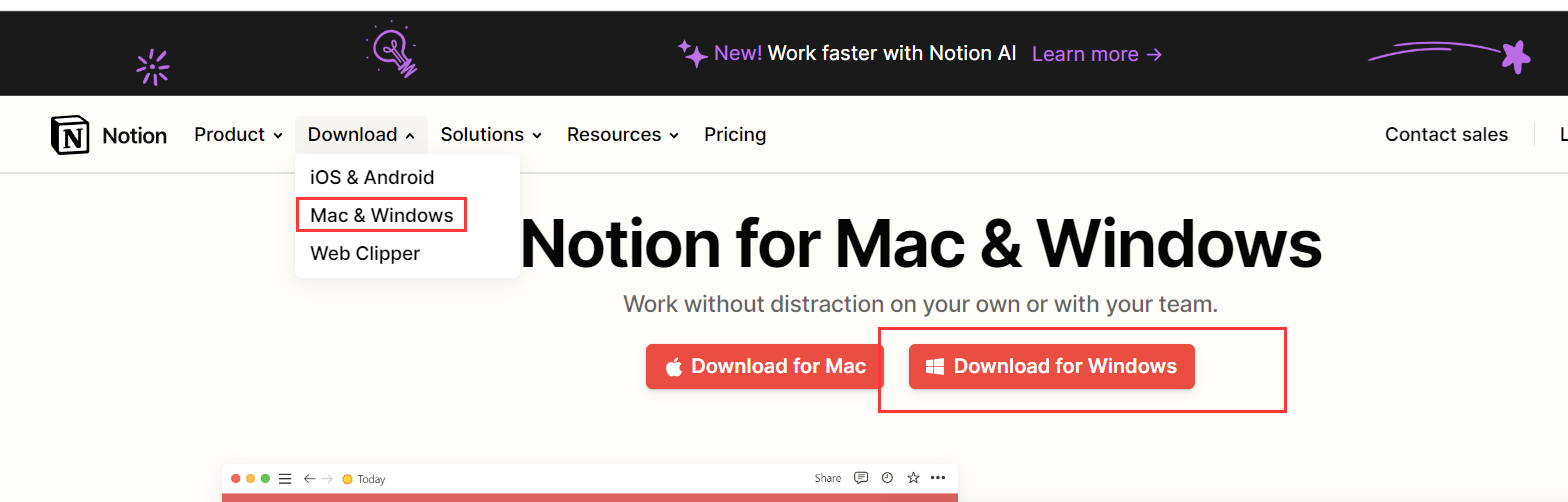 New! Work faster with Notion AI Learn more →
Notion Product Download Solutions Resources Pricing Contact sales L
iOS & Android
Mac & Windows
Web Clipper
Notion for Mac & Windows
Work without distraction on your own or with your team.
Download for Mac Download for Windows
Today Share